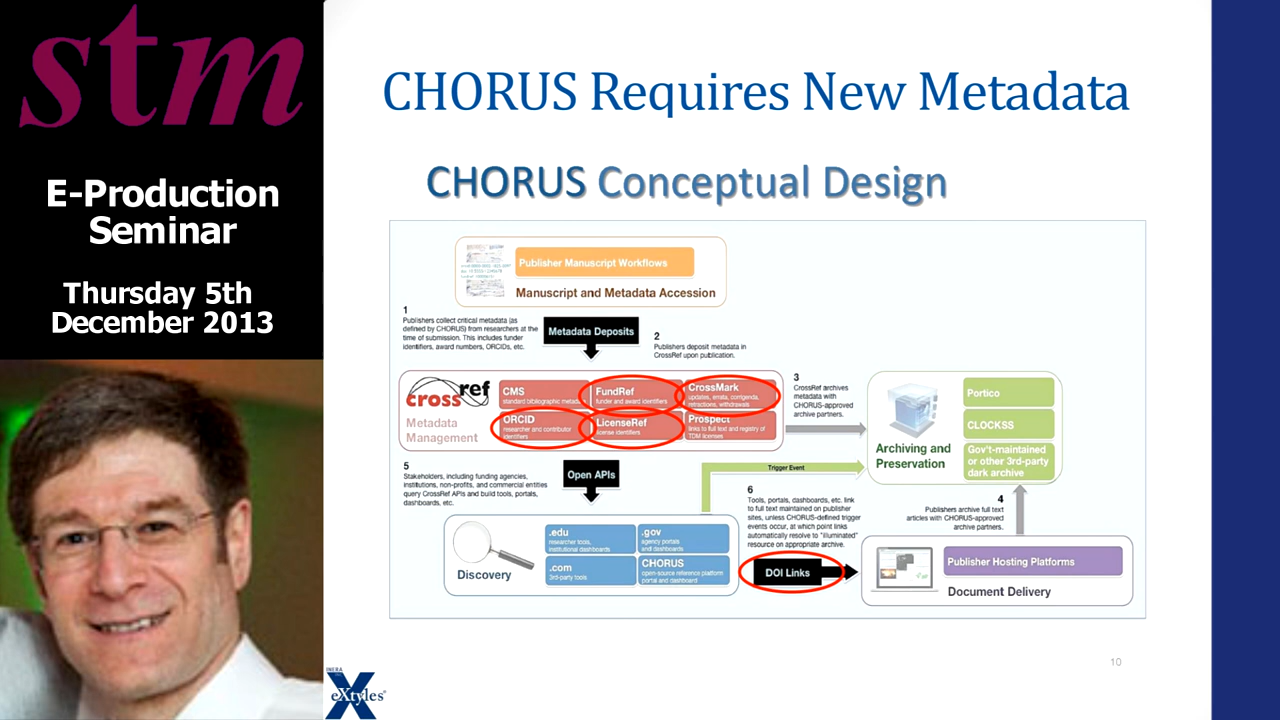 stm
E-Production
Seminar
Thursday 5th
December 2013
CHORUS Requires New Metadata
CHORUS Conceptual Design
Publisher Manuscript Workflows
Manuscript and Metadata Accession
1
Publishers collect critical metadata (as
defined by CHORUS) from researchers at the
time of submission. This includes funder
identifiers, award numbers, ORCIDs, etc.
Metadata Deposits
2
Publishers deposit metadata in
CrossRef upon publication.
cross ref
Metadata
Management
CMS
standard bibliographic metadata
FundRef
funder and award identifiers
CrossMark
updates, errata, corrigenda,
retractions, withdrawals
ORCID
researcher and contributor
identifiers
LicenseRef
license identifiers
Prospect
links to full text and registry of
TDM licenses
3
CrossRef archives
metadata with
CHORUS-approved
archive partners.
Archiving and
Preservation
Portico
CLOCKSS
Gov't-maintained
or other 3rd-party
dark archive
5
Stakeholders, including funding agencies,
institutions, non-profits, and commercial entities
query CrossRef APIs and build tools, portals,
dashboards, etc.
Open APIs
Trigger Event
6
Tools, portals, dashboards, etc. link
to full text maintained on publisher
sites, unless CHORUS-defined trigger
events occur, at which point links
automatically resolve to "illuminated"
resource on appropriate archive.
4
Publishers archive full text
articles with CHORUS-approved
archive partners.
Discovery
.edu
researcher tools,
institutional dashboards
.gov
agency portals
and dashboards
.com
3rd-party tools
CHORUS
open-source reference platform
portal and dashboard
DOI Links
Publisher Hosting Platforms
Document Delivery
INERA
eXtyles®
10